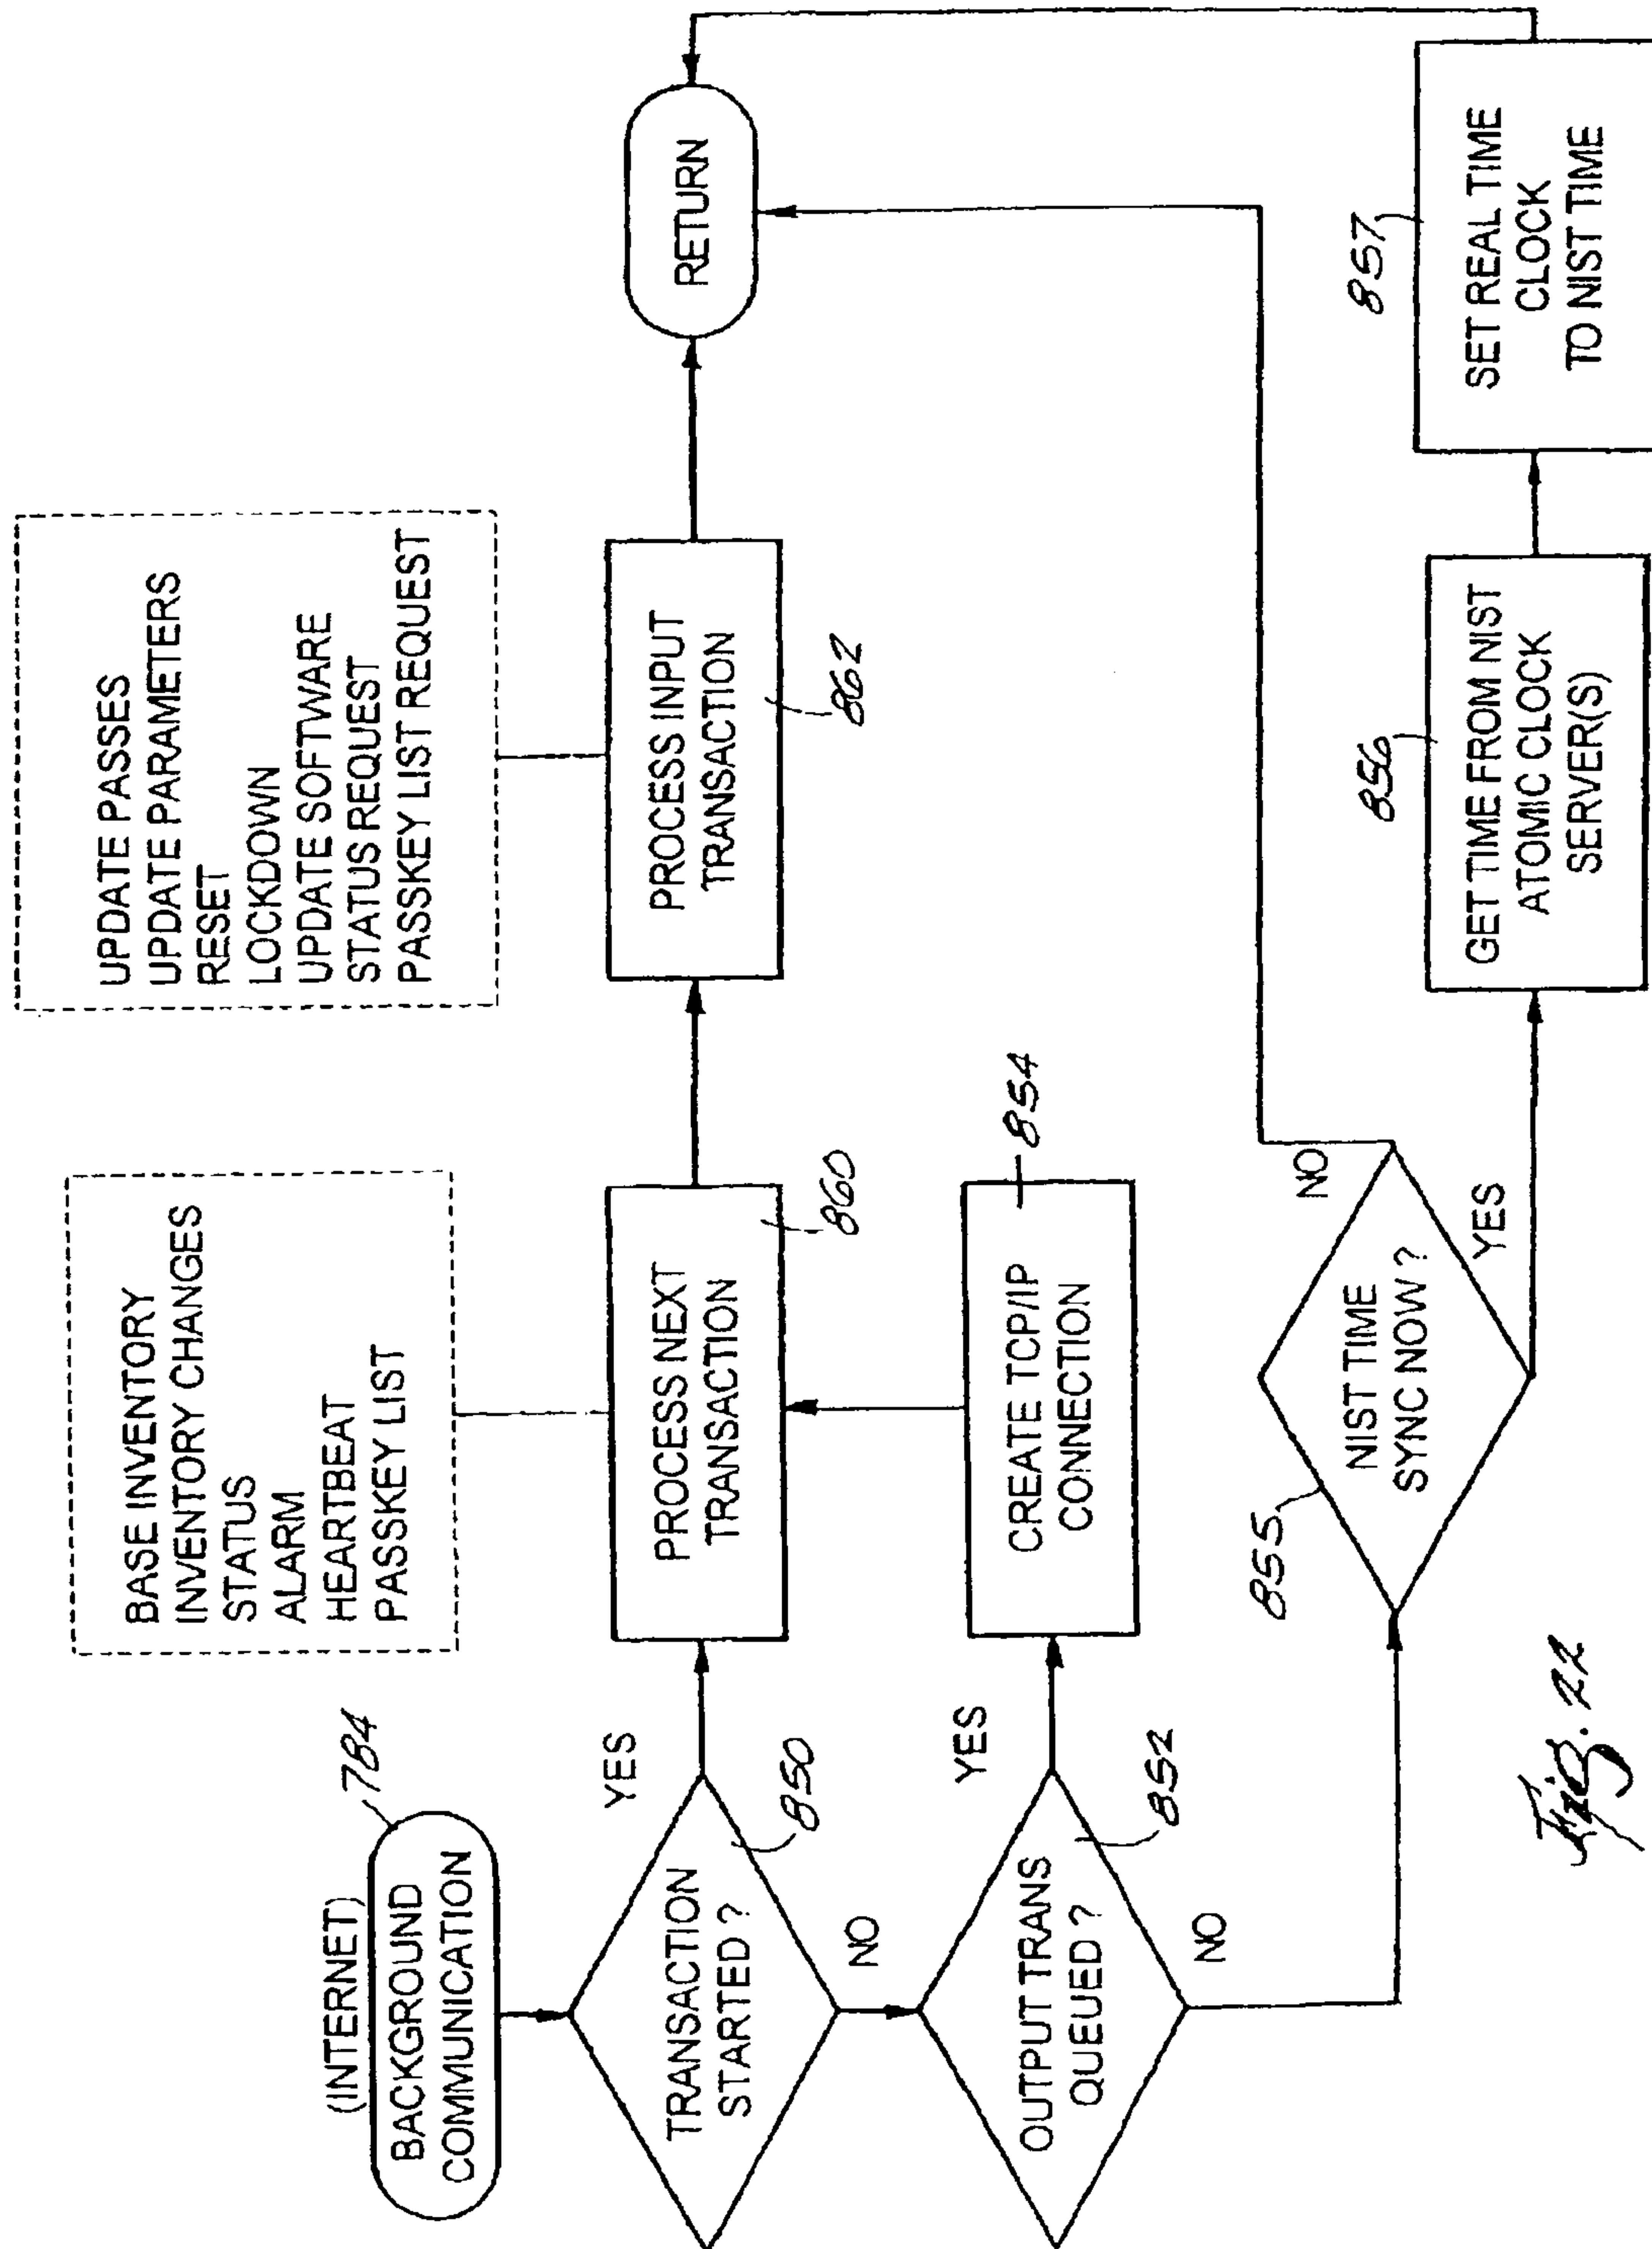 (INTERNET)
BACKGROUND
COMMUNICATION
784
TRANSACTION
STARTED ?
850
YES
NO
BASE INVENTORY
INVENTORY CHANGES
STATUS
ALARM
HEARTBEAT
PASSKEY LIST
PROCESS NEXT
TRANSACTION
860
UPDATE PASSES
UPDATE PARAMETERS
RESET
LOCKDOWN
UPDATE SOFTWARE
STATUS REQUEST
PASSKEY LIST REQUEST
PROCESS INPUT
TRANSACTION
862
RETURN
OUTPUT TRANS
QUEUED ?
852
YES
NO
CREATE TCP/IP
CONNECTION
854
NIST TIME
SYNC NOW ?
855
NO
YES
GET TIME FROM NIST
ATOMIC CLOCK
SERVER(S)
856
SET REAL TIME
CLOCK
TO NIST TIME
857
Fig. 22